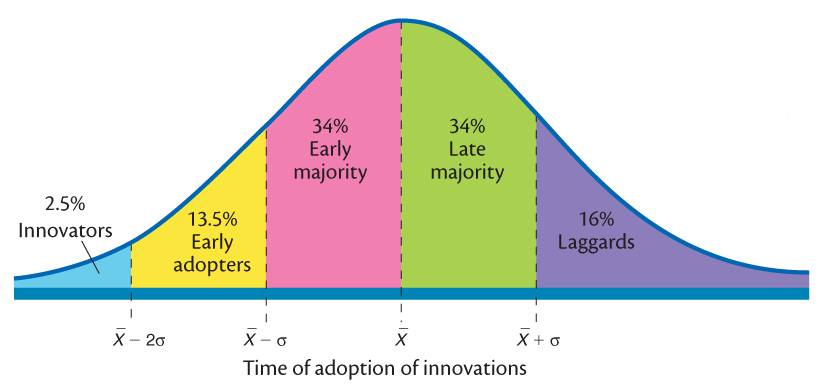 34%
Early
majority
34%
Late
majority
2.5%
Innovators
13.5%
Early
adopters
16%
Laggards
X̅ – 2σ
X̅ – σ
X̅
X̅ + σ
Time of adoption of innovations